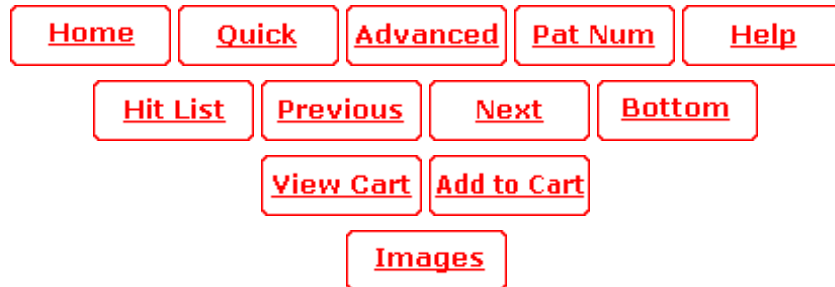 Home Quick Advanced Pat Num Help
Hit List Previous Next Bottom
View Cart Add to Cart
Images